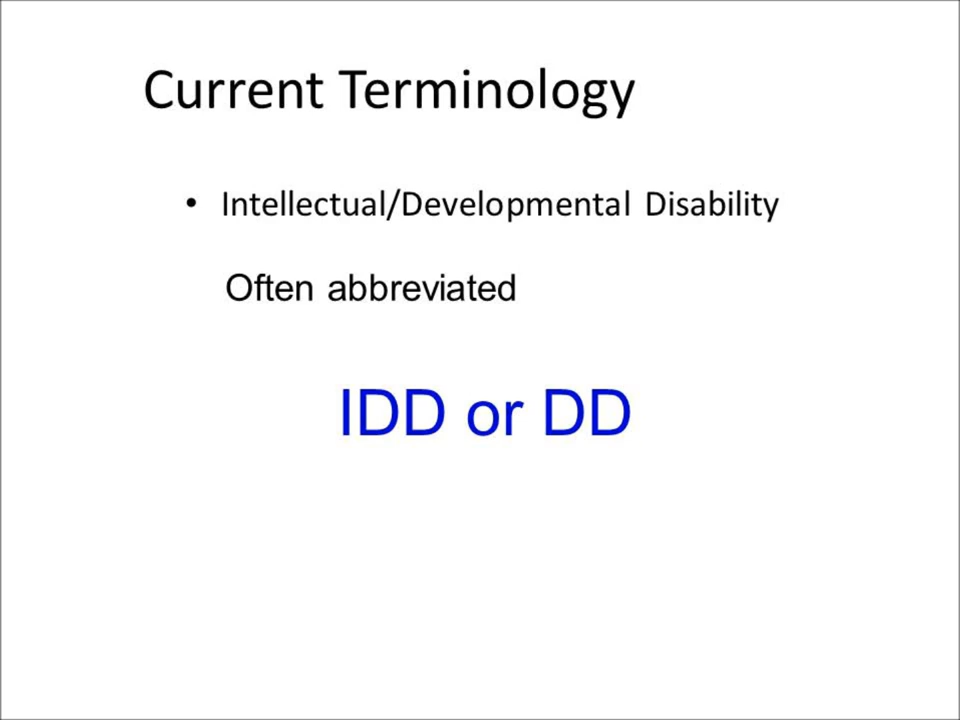 Current Terminology
• Intellectual/Developmental Disability
Often abbreviated
IDD or DD